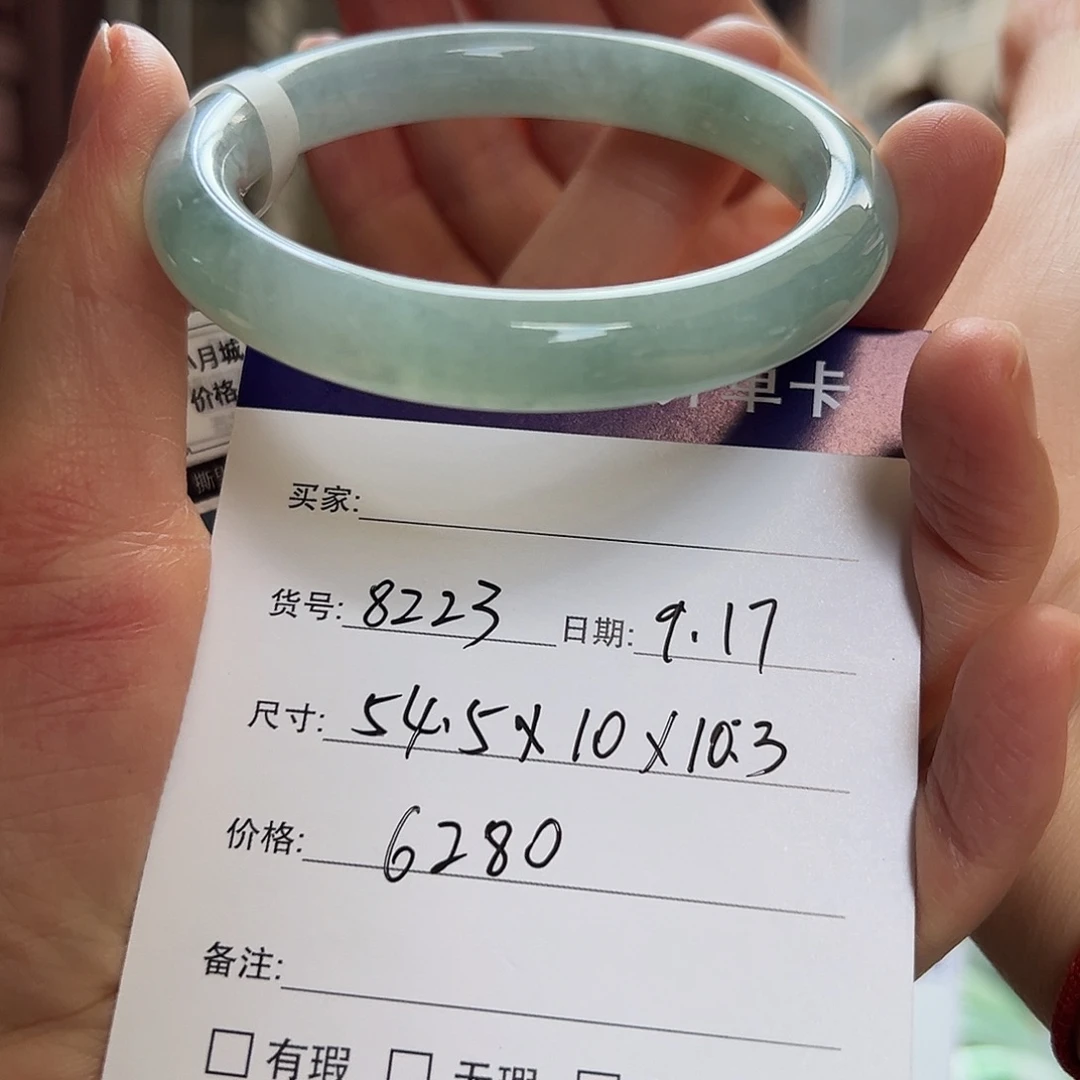 月城
价格
单卡
买家:
货号: 8223 日期: 9.17
尺寸: 54.5x10x10.3
价格: 6280
备注:
□ 有瑕 □ 无瑕 □